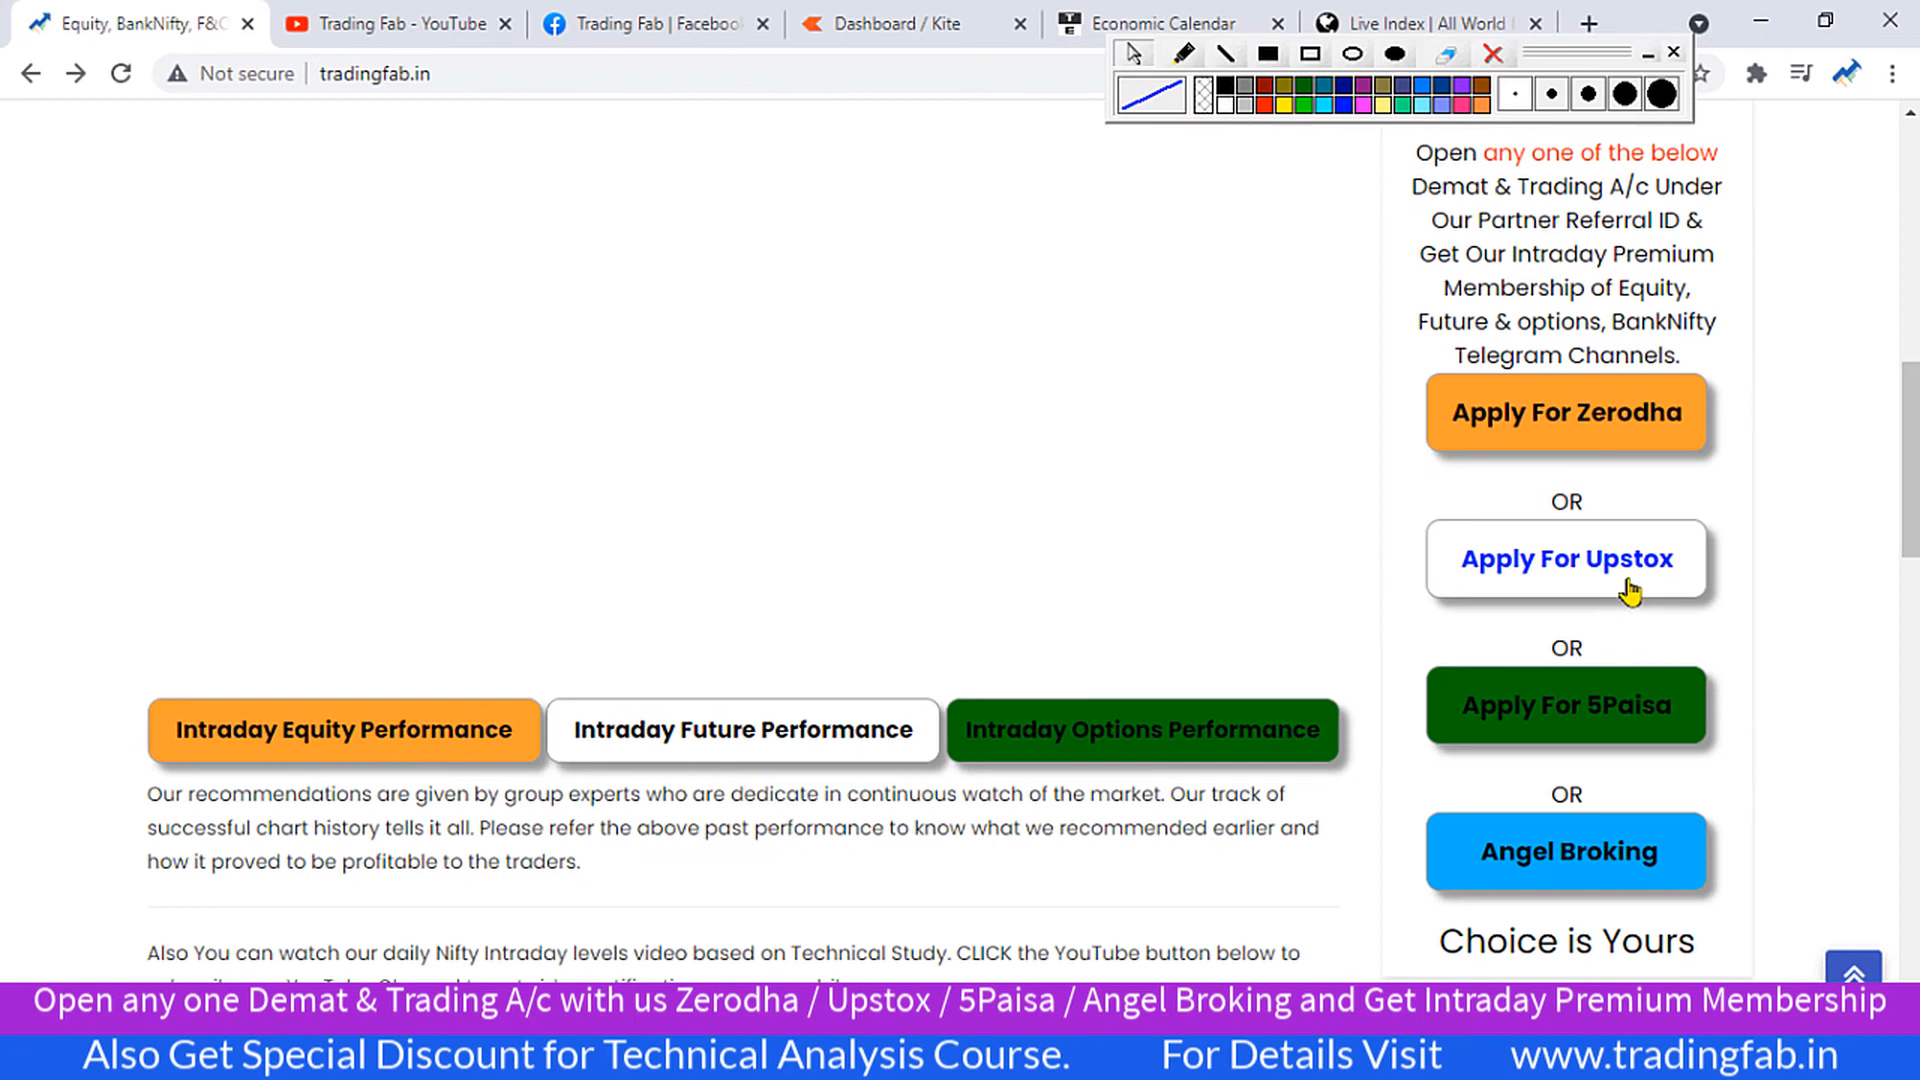 Equity, BankNifty, F&O
Trading Fab - YouTube
Trading Fab | Facebook
Dashboard / Kite
Economic Calendar
Live Index | All World
Not secure
tradingfab.in
Open any one of the below
Demat & Trading A/c Under
Our Partner Referral ID &
Get Our Intraday Premium
Membership of Equity,
Future & options, BankNifty
Telegram Channels.
Apply For Zerodha
OR
Apply For Upstox
OR
Apply For 5Paisa
OR
Angel Broking
Choice is Yours
Intraday Equity Performance
Intraday Future Performance
Intraday Options Performance
Our recommendations are given by group experts who are dedicate in continuous watch of the market. Our track of
successful chart history tells it all. Please refer the above past performance to know what we recommended earlier and
how it proved to be profitable to the traders.
Also You can watch our daily Nifty Intraday levels video based on Technical Study. CLICK the YouTube button below to
Open any one Demat & Trading A/c with us Zerodha / Upstox / 5Paisa / Angel Broking and Get Intraday Premium Membership
Also Get Special Discount for Technical Analysis Course. For Details Visit www.tradingfab.in